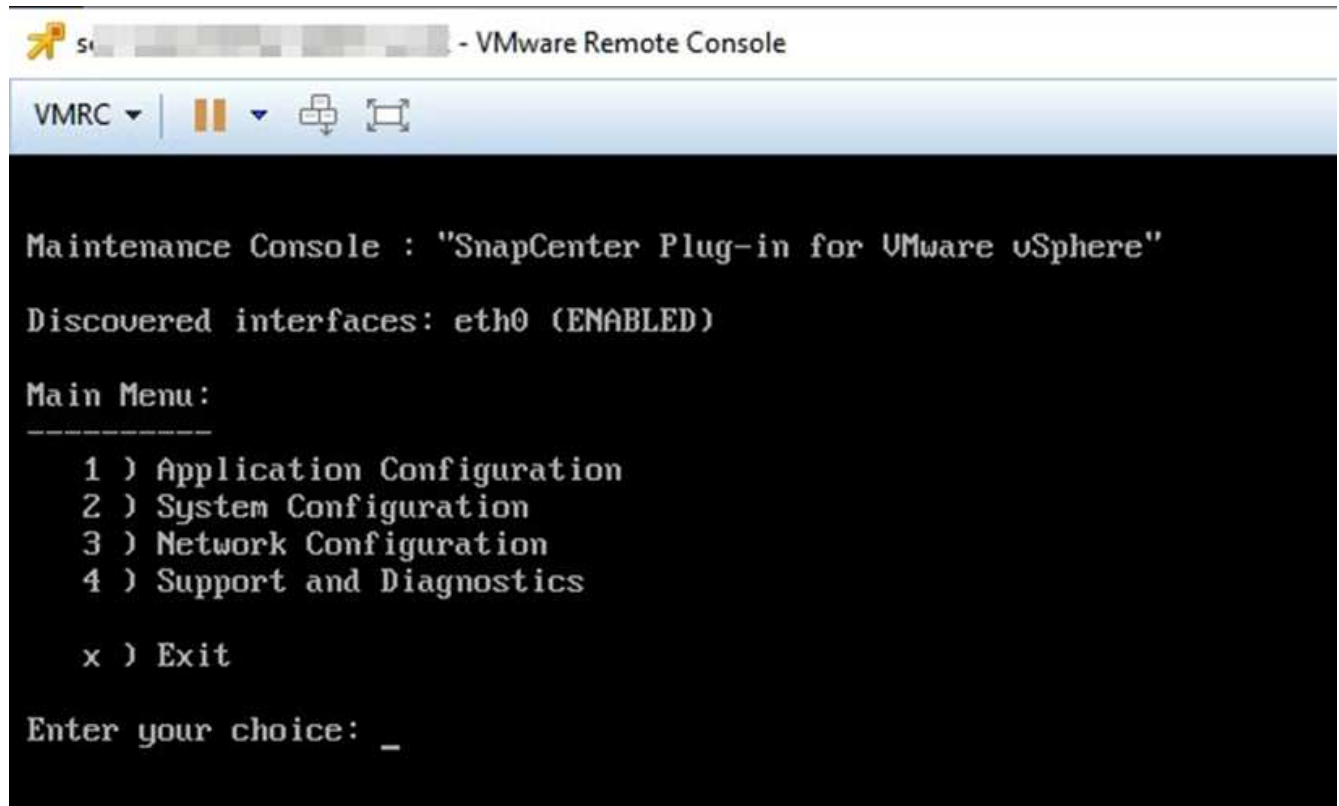 - VMware Remote Console
VMRC
Maintenance Console : "SnapCenter Plug-in for VMware vSphere"
Discovered interfaces: eth0 (ENABLED)
Main Menu:
----------
1 ) Application Configuration
2 ) System Configuration
3 ) Network Configuration
4 ) Support and Diagnostics
x ) Exit
Enter your choice: _